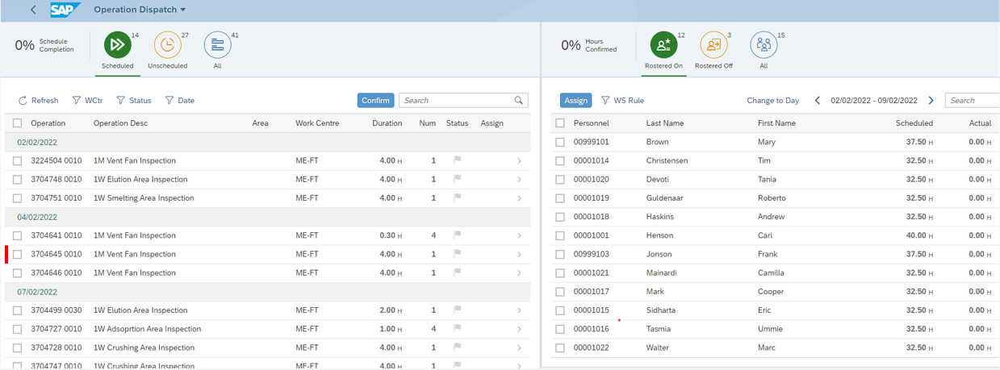 SAP Operation Dispatch
0% Schedule Completion 14 Scheduled 27 Unscheduled 41 All
Refresh WCtr Status Date Confirm Search
Operation Operation Desc Area Work Centre Duration Num Status Assign
02/02/2022
3224504 0010 1M Vent Fan Inspection ME-FT 4.00 H 1
3704748 0010 1W Elution Area Inspection ME-FT 4.00 H 1
3704751 0010 1W Smelting Area Inspection ME-FT 4.00 H 1
04/02/2022
3704641 0010 1M Vent Fan Inspection ME-FT 0.30 H 4
3704645 0010 1M Vent Fan Inspection ME-FT 4.00 H 1
3704646 0010 1M Vent Fan Inspection ME-FT 4.00 H 1
07/02/2022
3704499 0030 1W Elution Area Inspection ME-FT 2.00 H 1
3704727 0010 1W Adsoprtion Area Inspection ME-FT 1.00 H 4
3704728 0010 1W Crushing Area Inspection ME-FT 4.00 H 1
3704747 0010 1W Crushing Area Inspection ME-FT 4.00 H 1
0% Hours Confirmed 12 Rostered On 3 Rostered Off 15 All
Assign WS Rule Change to Day 02/02/2022 - 09/02/2022 Search
Personnel Last Name First Name Scheduled Actual
00999101 Brown Mary 37.50 H 0.00 H
00001014 Christensen Tim 32.50 H 0.00 H
00001020 Devoti Tania 32.50 H 0.00 H
00001019 Guldenaar Roberto 32.50 H 0.00 H
00001018 Haskins Andrew 32.50 H 0.00 H
00001001 Henson Carl 40.00 H 0.00 H
00999103 Jonson Frank 37.50 H 0.00 H
00001021 Mainardi Camilla 32.50 H 0.00 H
00001017 Mark Cooper 32.50 H 0.00 H
00001015 Sidharta Eric 32.50 H 0.00 H
00001016 Tasmia Ummie 32.50 H 0.00 H
00001022 Walter Marc 32.50 H 0.00 H